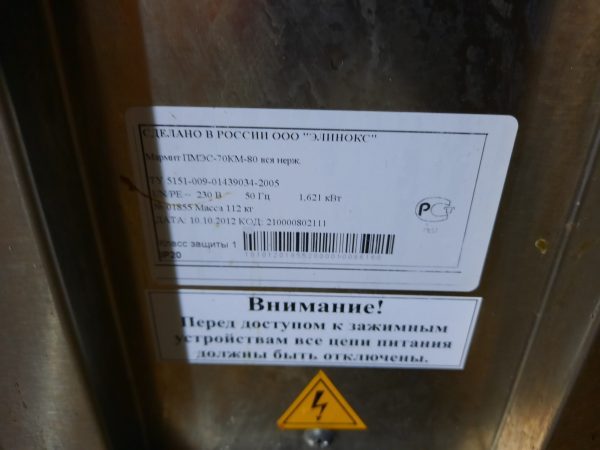 СДЕЛАНО В РОССИИ ООО "ЭЛИНОКС"
Мармит ПМЭС-70КМ-80 вся нерж.
ТУ 5151-009-01439034-2005
230 В 50 Гц 1,621 кВт
01855 Масса 112 кг
ДАТА: 10.10.2012 КОД: 210000802111
Класс защиты 1
IP20
РСТ
Внимание!
Перед доступом к зажимным
устройствам все цепи питания
должны быть отключены.